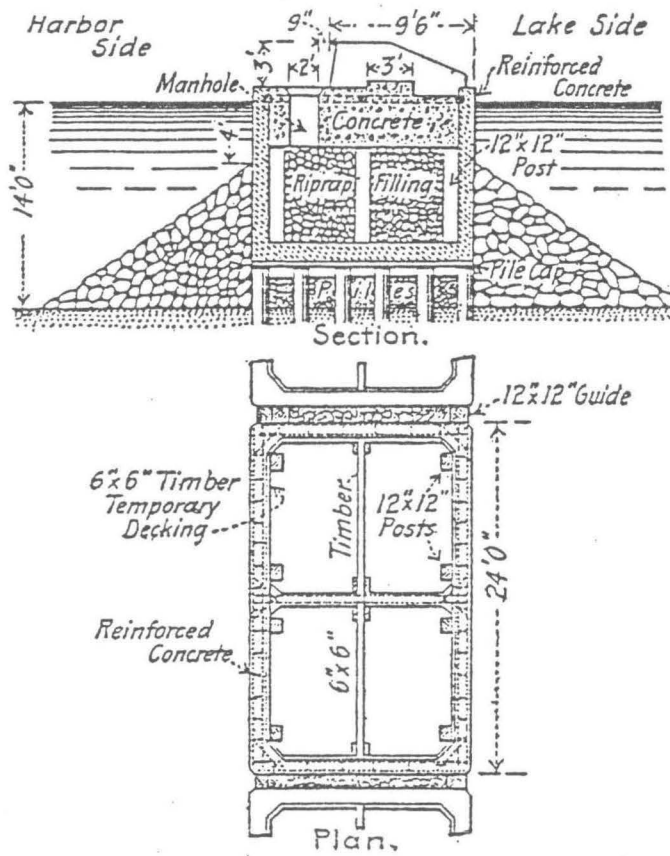 Harbor
Side
9"
9'6"
Lake Side
3'
2'
3'
Manhole
Reinforced
Concrete
Concrete
4'
12"x12"
Post
14'0"
Riprap
Filling
Pile Cap
Piles
Section.
12"x12" Guide
6"x6" Timber
Temporary
Decking
Timber.
12"x12"
Posts
24'0"
Reinforced
Concrete
6"x6"
Plan.